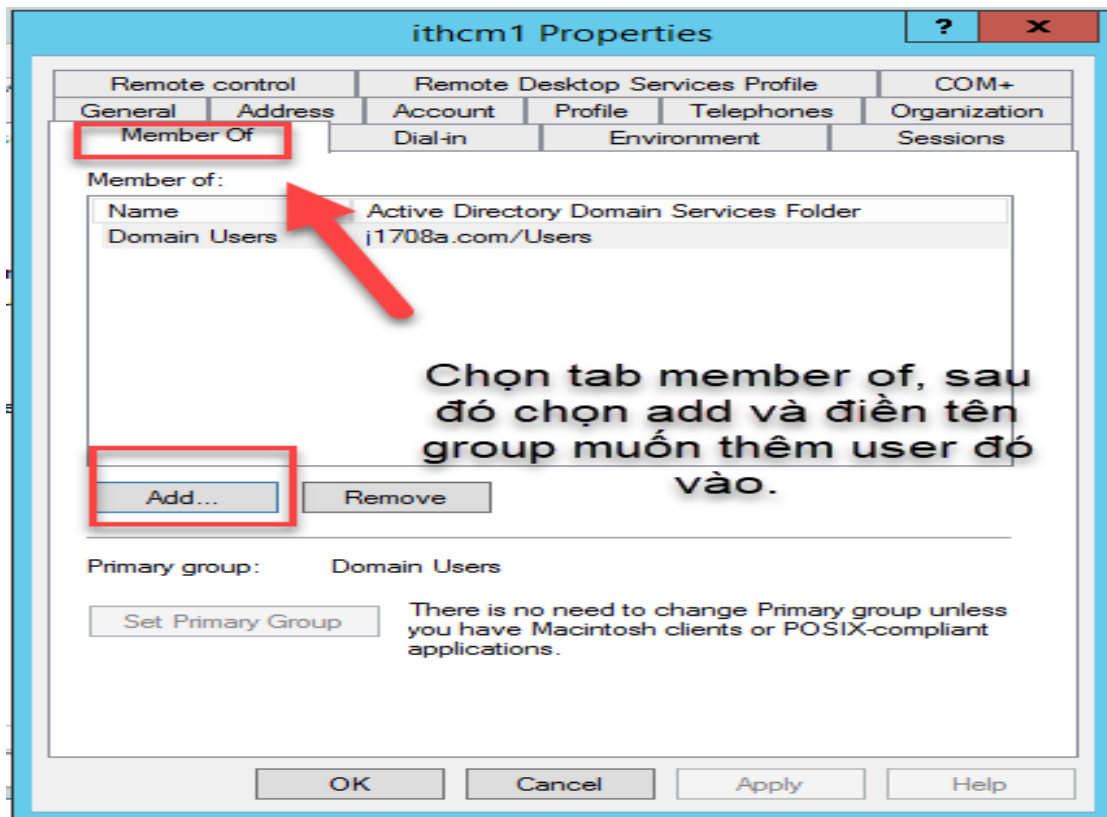 ithcm1 Properties
?
x
Remote control
Remote Desktop Services Profile
COM+
General
Address
Account
Profile
Telephones
Organization
Member Of
Dial-in
Environment
Sessions
Member of:
Name
Active Directory Domain Services Folder
Domain Users
j1708a.com/Users
Chọn tab member of, sau
đó chọn add và điền tên
group muốn thêm user đó
vào.
Add...
Remove
Primary group:
Domain Users
Set Primary Group
There is no need to change Primary group unless
you have Macintosh clients or POSIX-compliant
applications.
OK
Cancel
Apply
Help